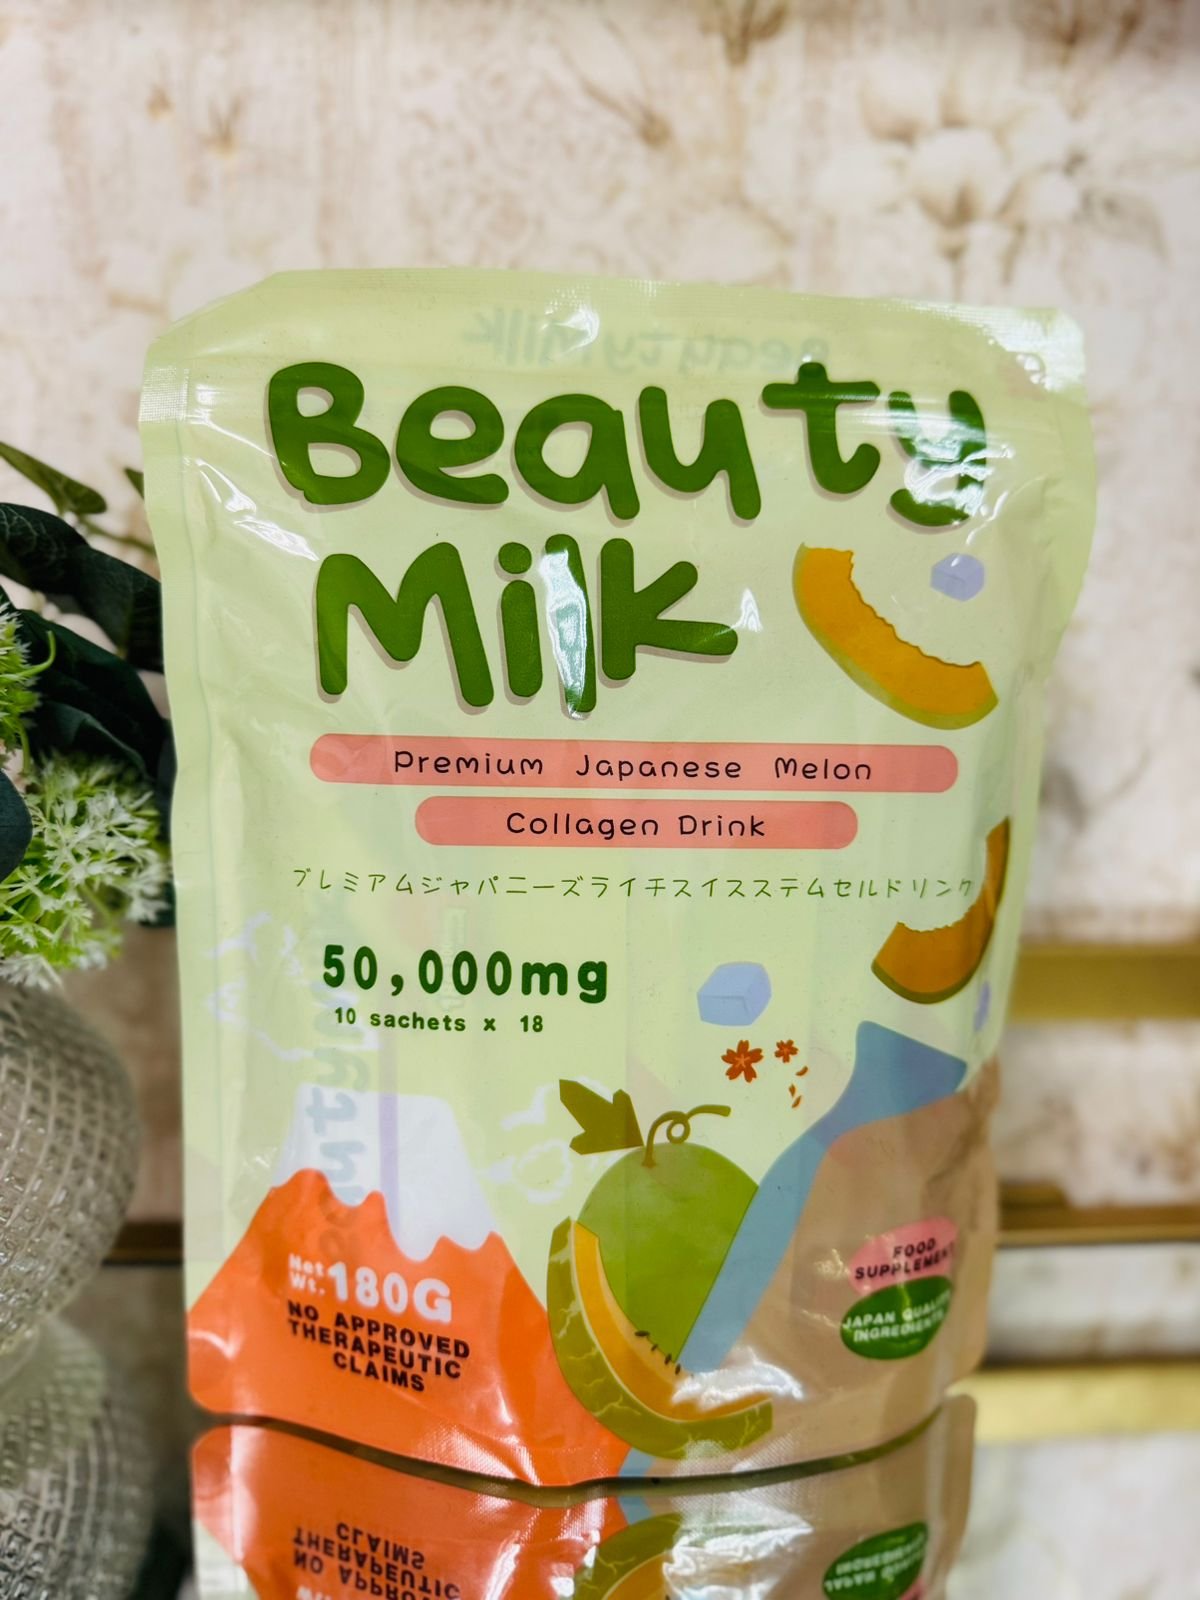 Beauty
Milk
Premium Japanese Melon
Collagen Drink
プレミアムジャパニーズライチスイスステムセルドリンク
50,000mg
10 sachets x 18
Net
Wt. 180G
NO APPROVED
THERAPEUTIC
CLAIMS
FOOD
SUPPLEMENT
JAPAN QUALITY
INGREDIENTS